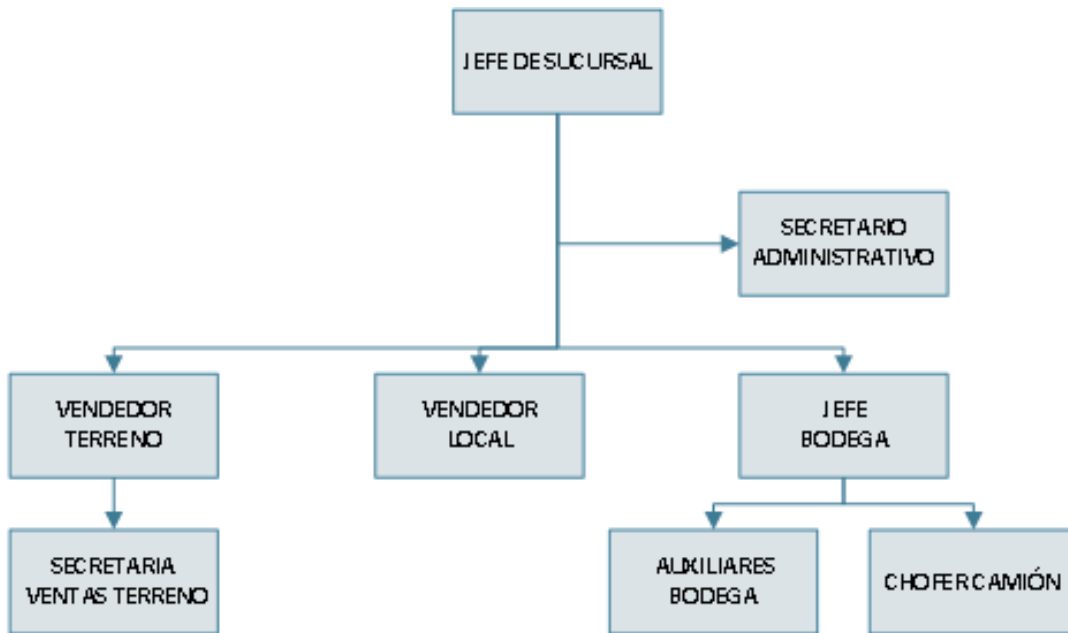 JEFE DE SUCURSAL
SECRETARIO
ADMINISTRATIVO
VENDEDOR
TERRENO
VENDEDOR
LOCAL
JEFE
BODEGA
SECRETARIA
VENTAS TERRENO
AUXILIARES
BODEGA
CHOFER CAMIÓN